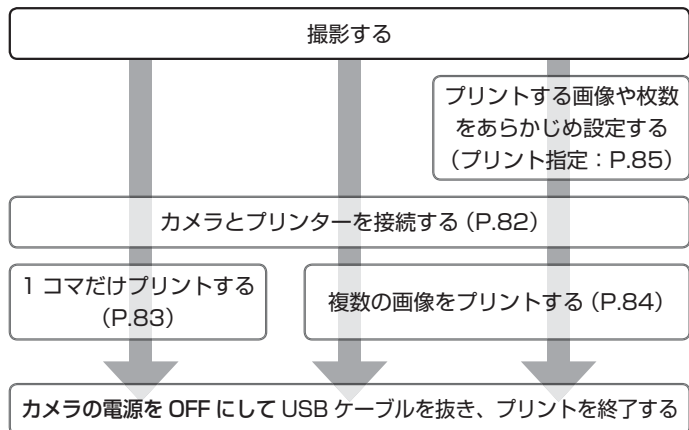 撮影する
プリントする画像や枚数
をあらかじめ設定する
（プリント指定：P.85）
カメラとプリンターを接続する（P.82）
1 コマだけプリントする
（P.83）
複数の画像をプリントする（P.84）
カメラの電源を OFF にして USB ケーブルを抜き、プリントを終了する